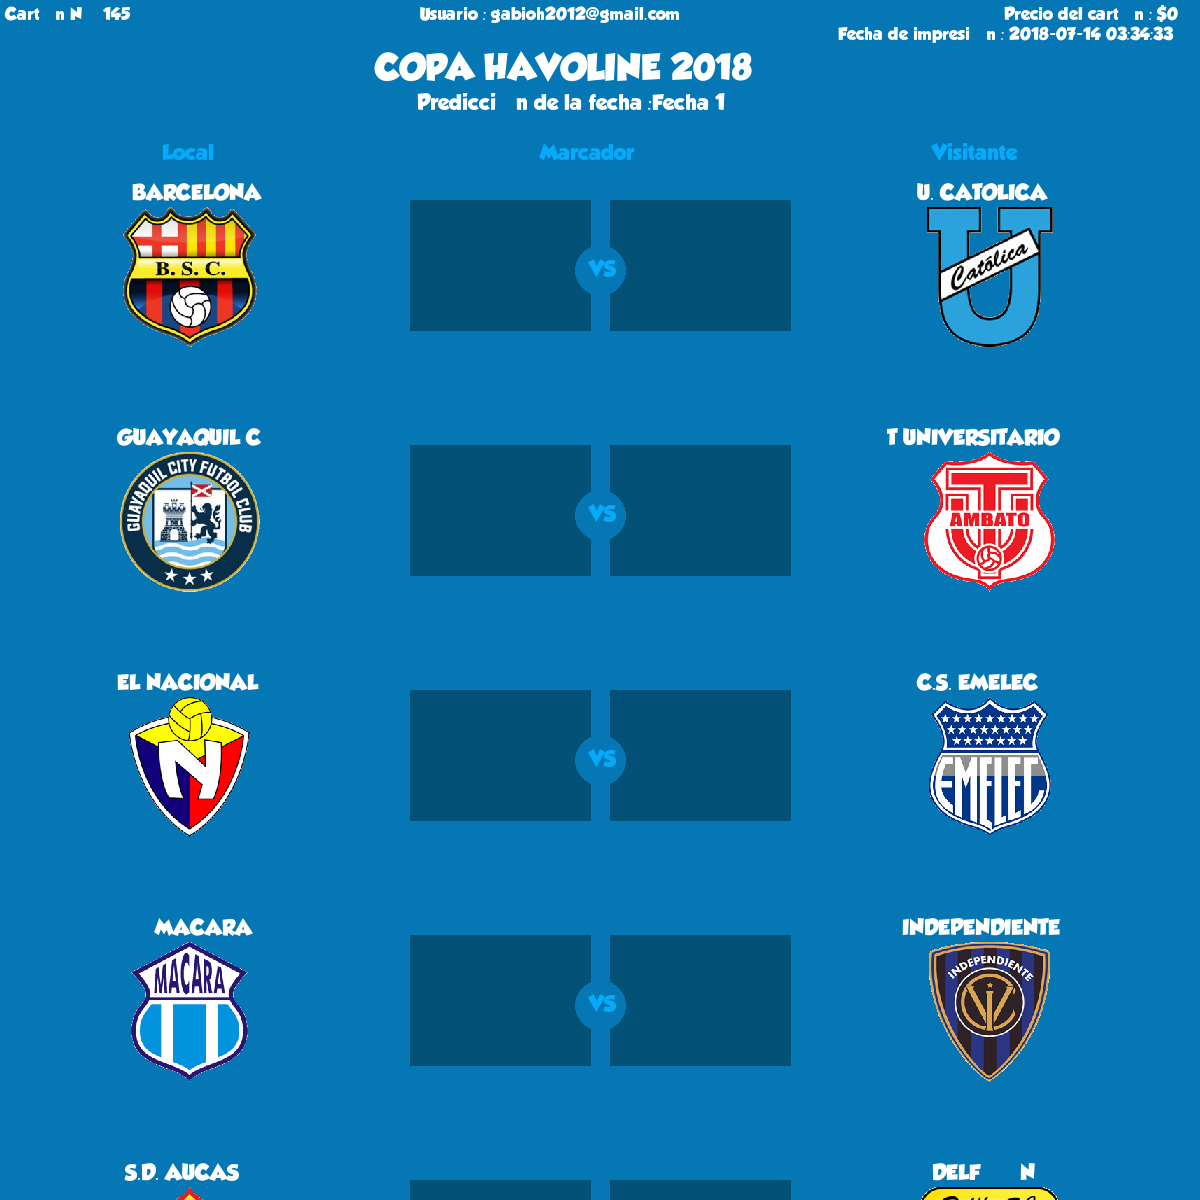 Cart n N 145
Usuario : gabioh2012@gmail.com
Precio del cart n : $0
Fecha de impresi n : 2018-07-14 03:34:33
COPA HAVOLINE 2018
Predicci n de la fecha :Fecha 1
Local Marcador Visitante
BARCELONA U. CATOLICA
B. S. C. VS Católica
GUAYAQUIL C T UNIVERSITARIO
GUAYAQUIL CITY FUTBOL CLUB VS AMBATO
EL NACIONAL C.S. EMELEC
N VS EMELEC
MACARA INDEPENDIENTE
MACARA VS INDEPENDIENTE
S.D. AUCAS DELF N